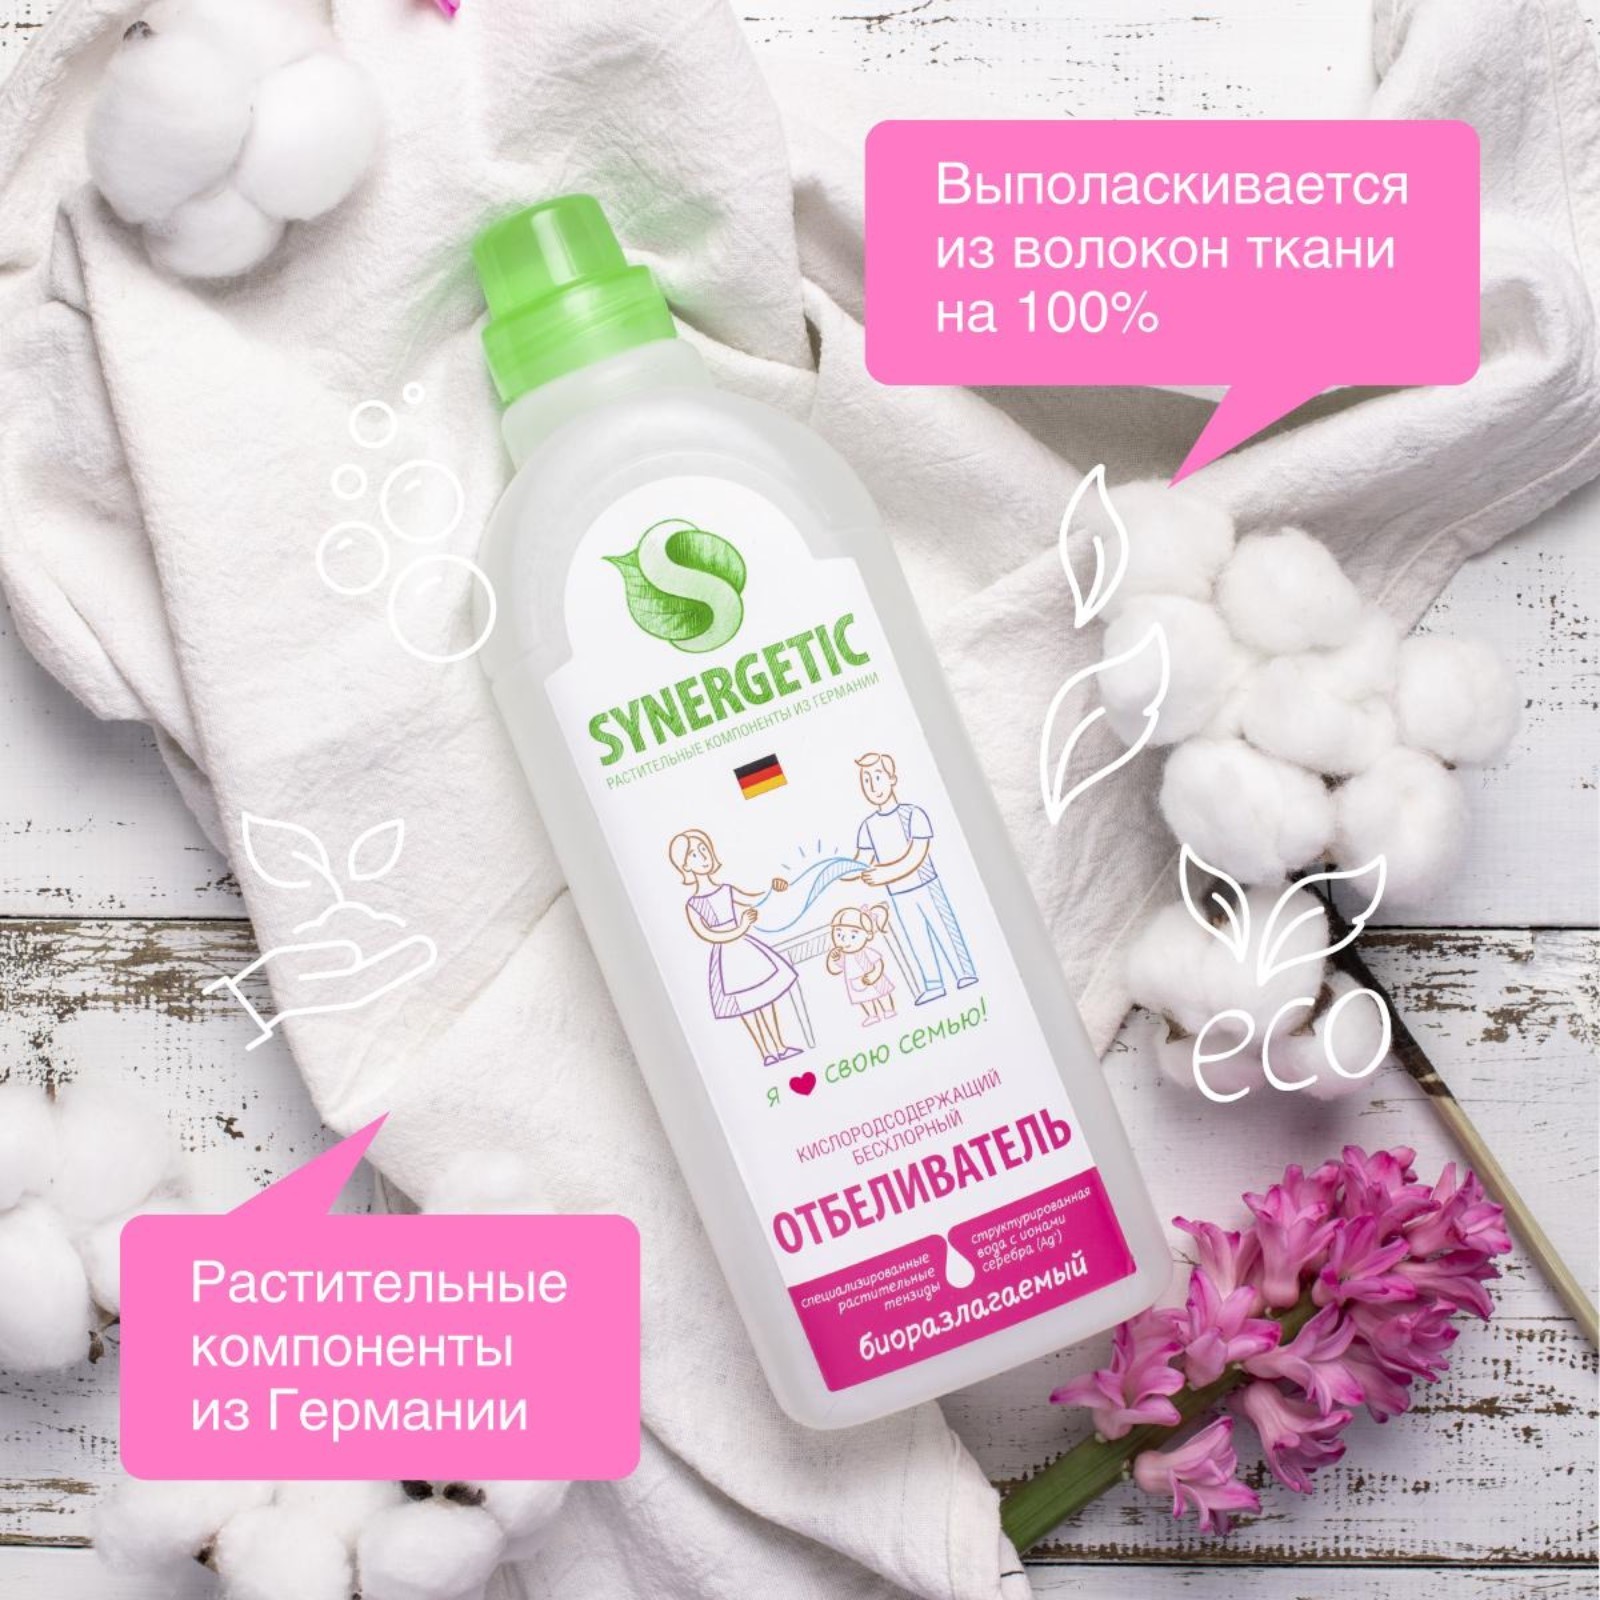 Выполаскивается
из волокон ткани
на 100%
SYNERGETIC
РАСТИТЕЛЬНЫЕ КОМПОНЕНТЫ ИЗ ГЕРМАНИИ
eco
я ❤ свою семью!
КИСЛОРОДСОДЕРЖАЩИЙ
БЕСХЛОРНЫЙ
ОТБЕЛИВАТЕЛЬ
специализированные
растительные
тензиды
структурированная
вода с ионами
серебра (Ag⁺)
биоразлагаемый
Растительные
компоненты
из Германии